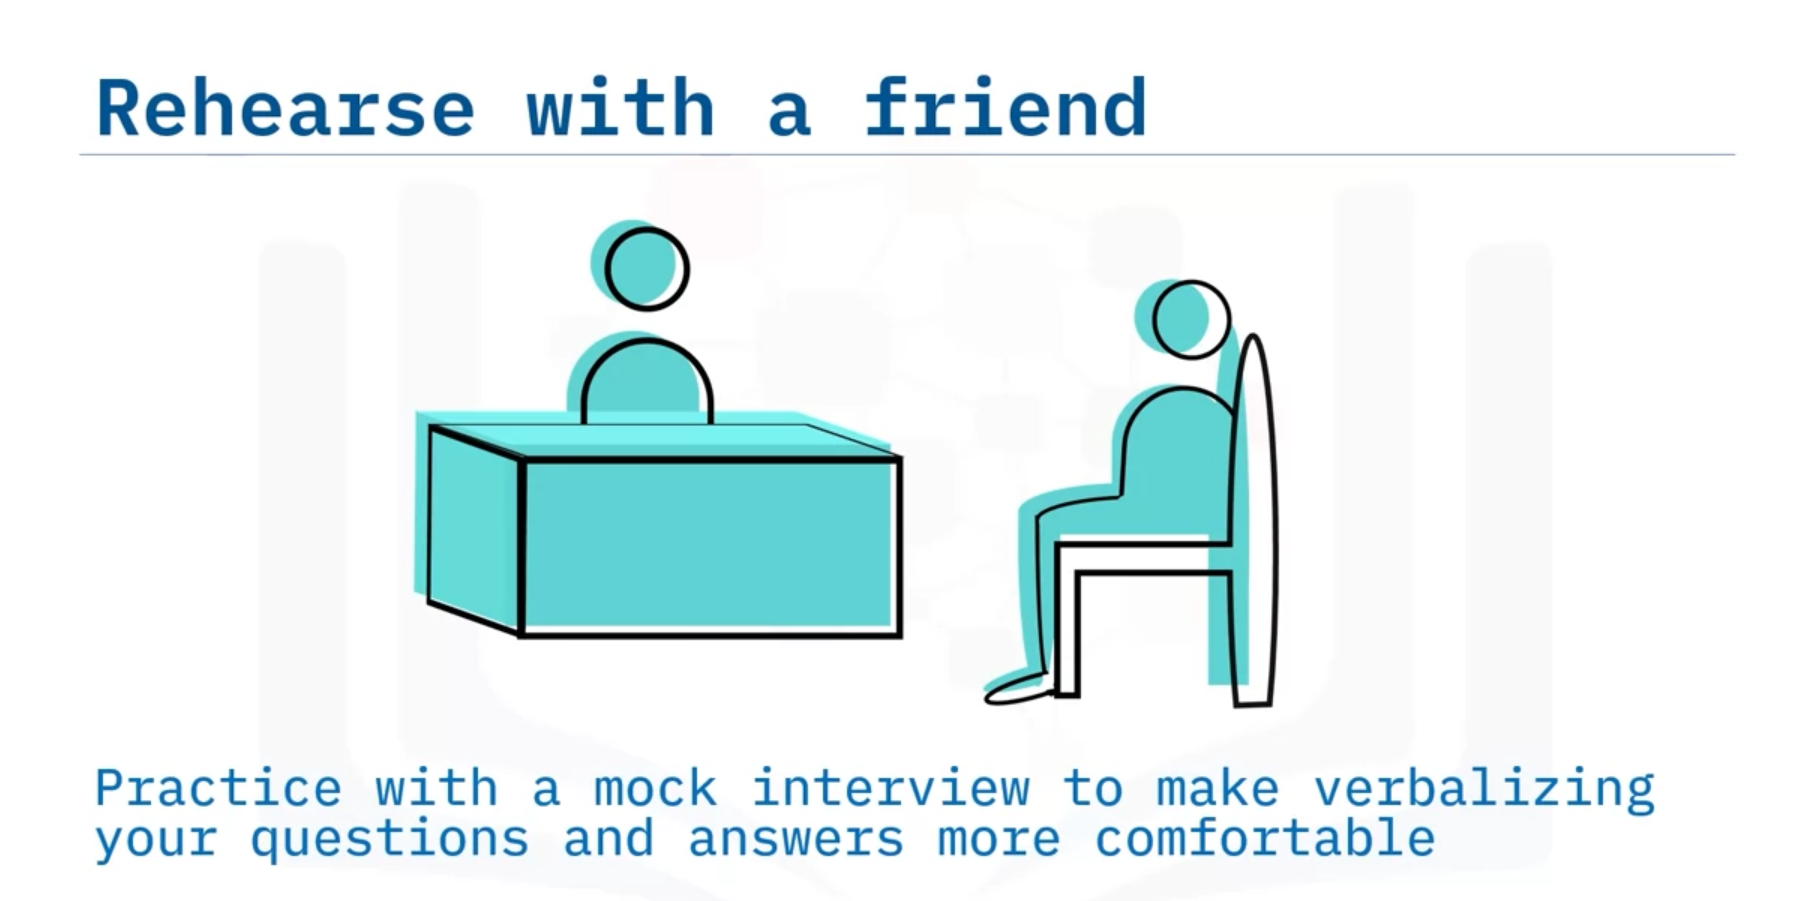 Rehearse with a friend
Practice with a mock interview to make verbalizing
your questions and answers more comfortable